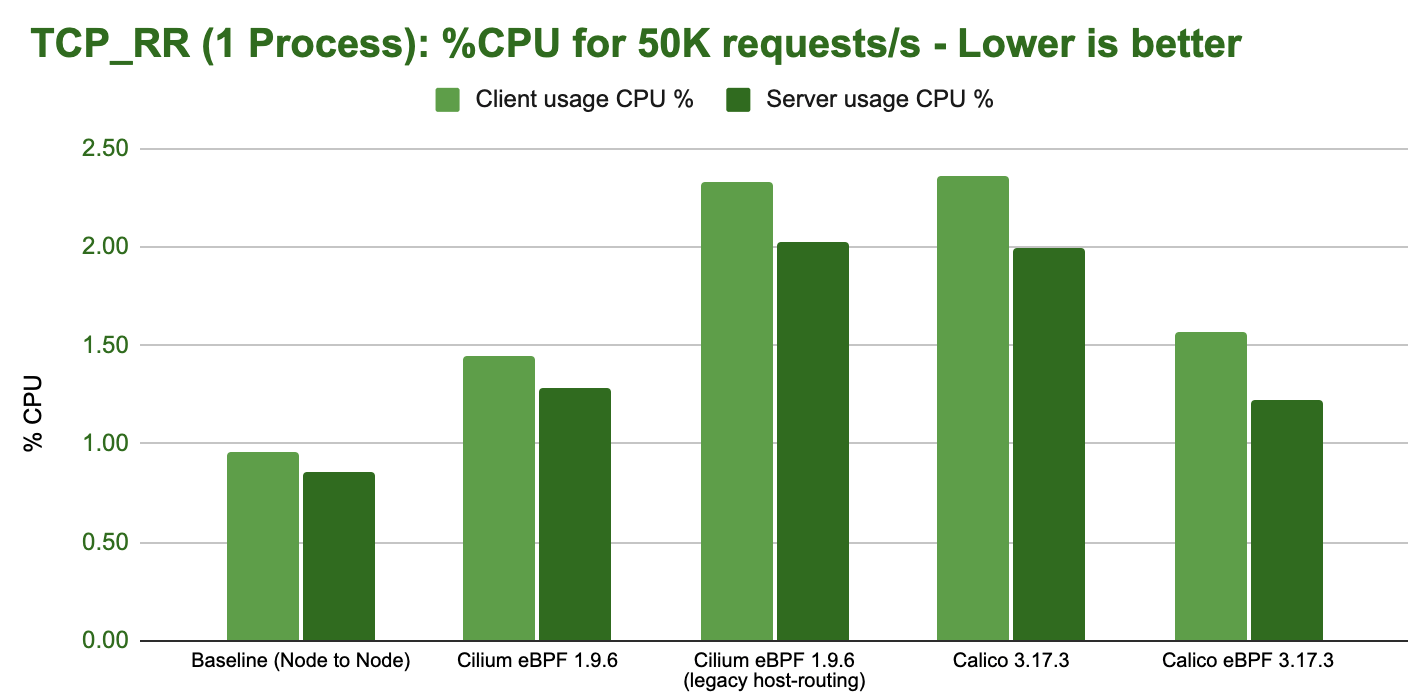 TCP_RR (1 Process): %CPU for 50K requests/s - Lower is better
Client usage CPU %
Server usage CPU %
2.50
2.00
1.50
1.00
0.50
0.00
% CPU
Baseline (Node to Node)
Cilium eBPF 1.9.6
Cilium eBPF 1.9.6
(legacy host-routing)
Calico 3.17.3
Calico eBPF 3.17.3